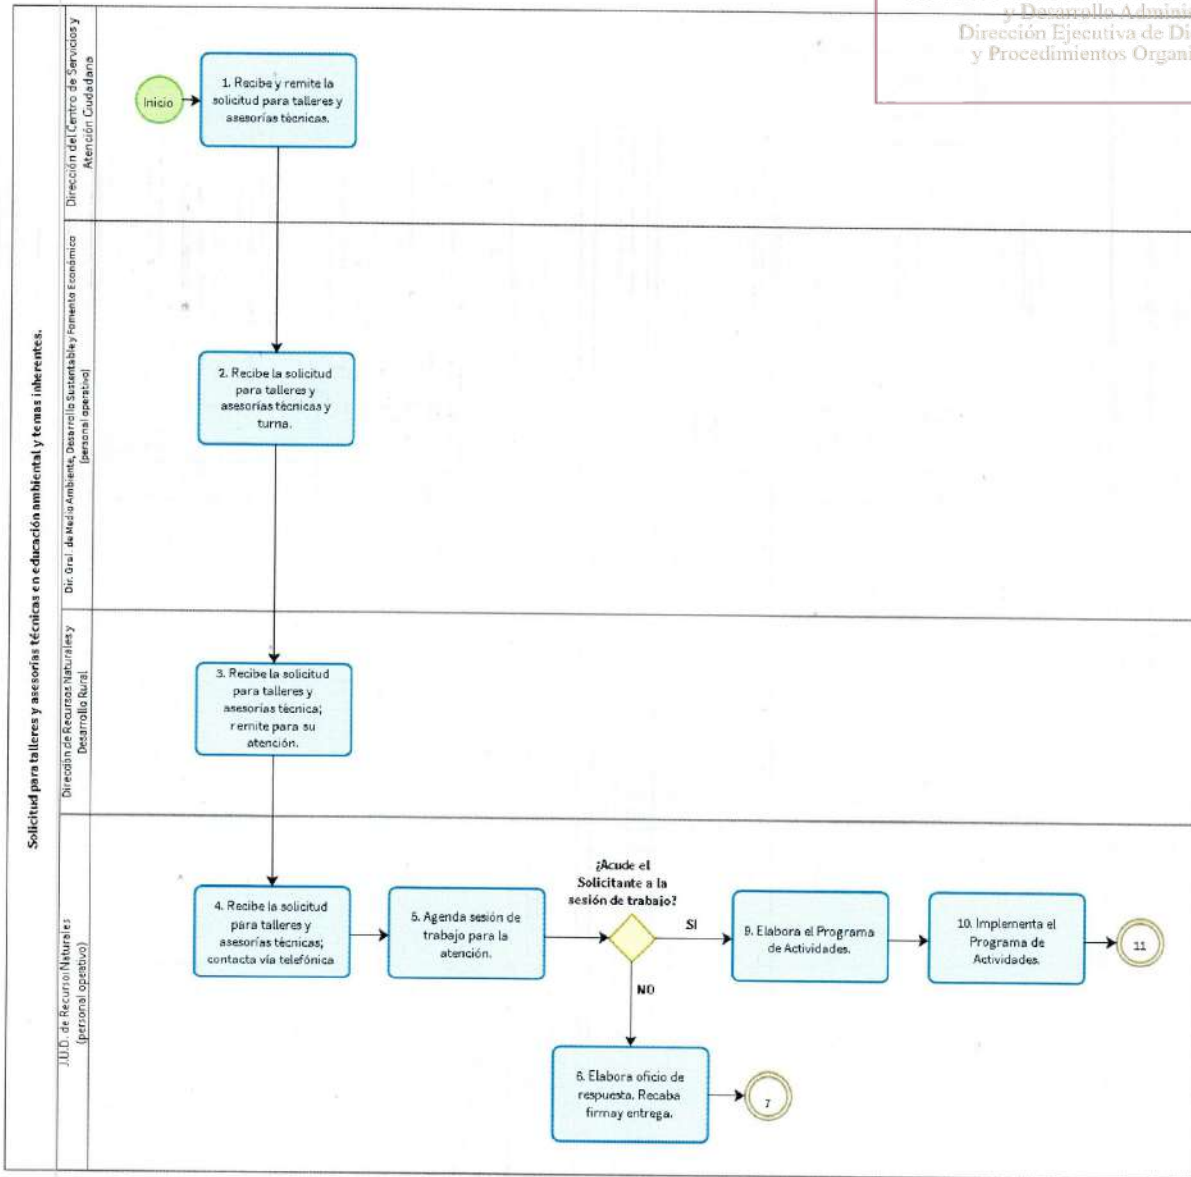 y Desarrollo Adminis
Dirección Ejecutiva de Di
y Procedimientos Organi
Solicitud para talleres y asesorías técnicas en educación ambiental y temas inherentes.
Dirección del Centro de Servicios y
Atención Ciudadana
Inicio
1. Recibe y remite la
solicitud para talleres y
asesorías técnicas.
Dir. Gral. de Medio Ambiente, Desarrollo Sustentable y Fomento Económico
(personal operativo)
2. Recibe la solicitud
para talleres y
asesorías técnicas y
turna.
Dirección de Recursos Naturales y
Desarrollo Rural
3. Recibe la solicitud
para talleres y
asesorías técnica;
remite para su
atención.
J.U.D. de Recursos Naturales
(personal operativo)
4. Recibe la solicitud
para talleres y
asesorías técnicas;
contacta vía telefónica
5. Agenda sesión de
trabajo para la
atención.
¿Acude el
Solicitante a la
sesión de trabajo?
SI
9. Elabora el Programa
de Actividades.
10. Implementa el
Programa de
Actividades.
11
NO
6. Elabora oficio de
respuesta. Recaba
firmay entrega.
7